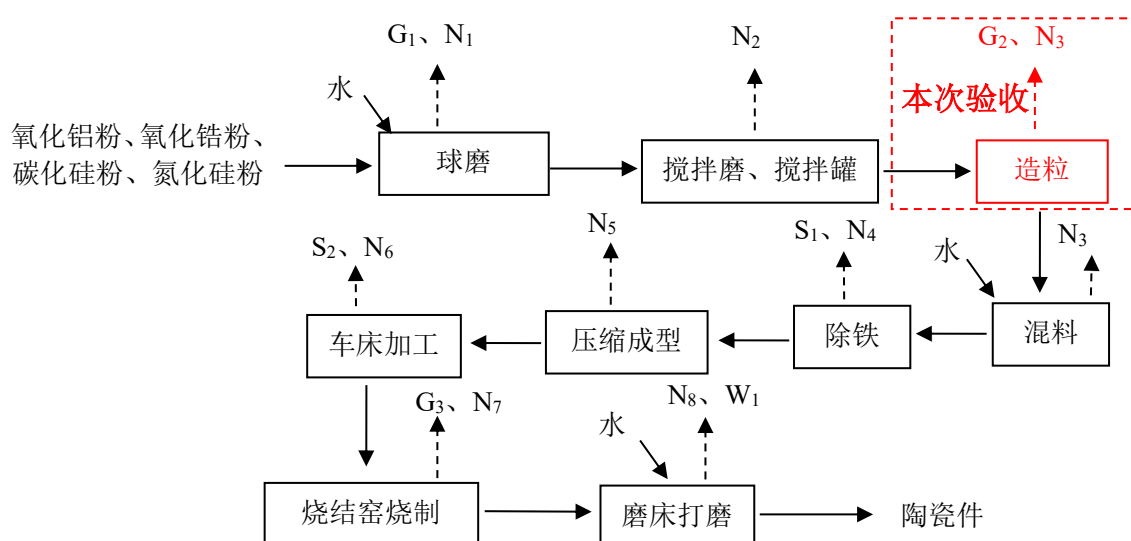 G₁、N₁
N₂
G₂、N₃
水
本次验收
氧化铝粉、氧化锆粉、
碳化硅粉、氮化硅粉
球磨
搅拌磨、搅拌罐
造粒
S₂、N₆
N₅
S₁、N₄
水
N₃
车床加工
压缩成型
除铁
混料
G₃、N₇
水
N₈、W₁
烧结窑烧制
磨床打磨
陶瓷件